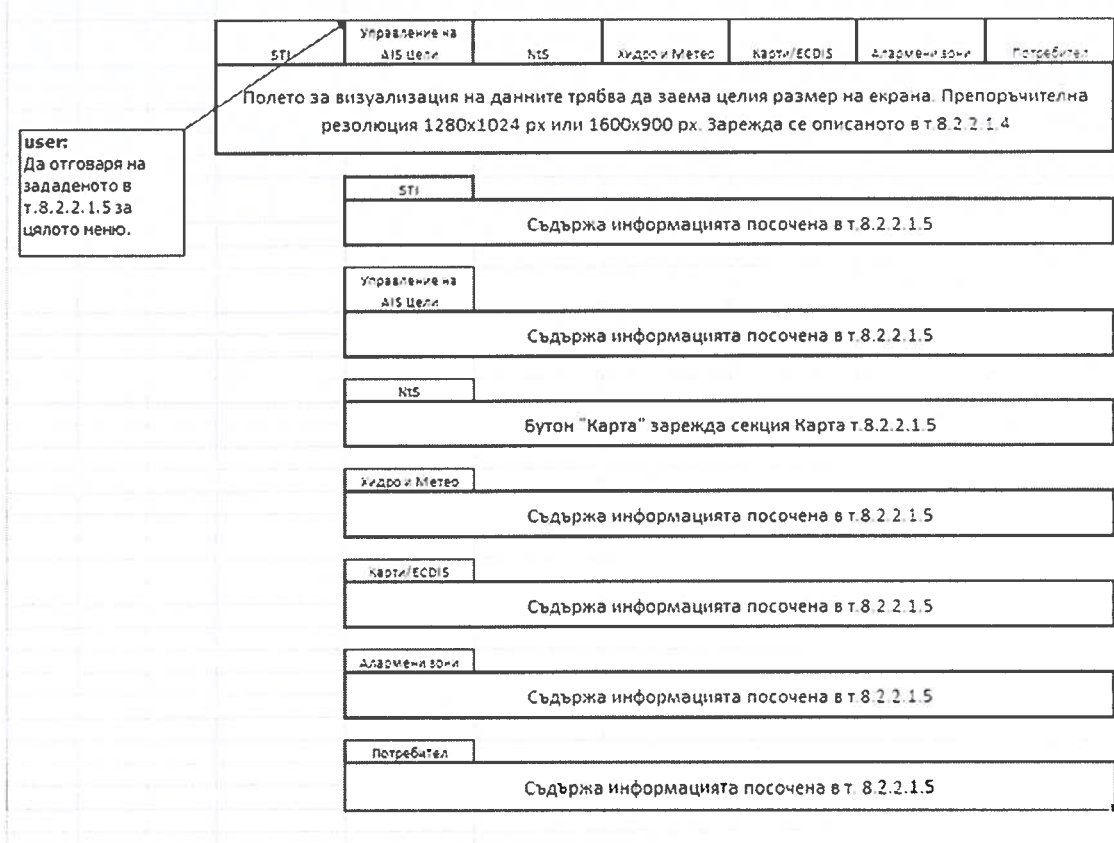 STI
Управление на
AIS Цели
NtS
Хидро и Метео
Карти/ECDIS
Алармени зони
Потребител
Полето за визуализация на данните трябва да заема целия размер на екрана. Препоръчителна
резолюция 1280x1024 px или 1600x900 px. Зарежда се описаното в т.8.2.2.1.4
user:
Да отговаря на
зададеното в
т.8.2.2.1.5 за
цялото меню.
STI
Съдържа информацията посочена в т.8.2.2.1.5
Управление на
AIS Цели
Съдържа информацията посочена в т.8.2.2.1.5
NtS
Бутон "Карта" зарежда секция Карта т.8.2.2.1.5
Хидро и Метео
Съдържа информацията посочена в т.8.2.2.1.5
Карти/ECDIS
Съдържа информацията посочена в т.8.2.2.1.5
Алармени зони
Съдържа информацията посочена в т.8.2.2.1.5
Потребител
Съдържа информацията посочена в т. 8.2.2.1.5